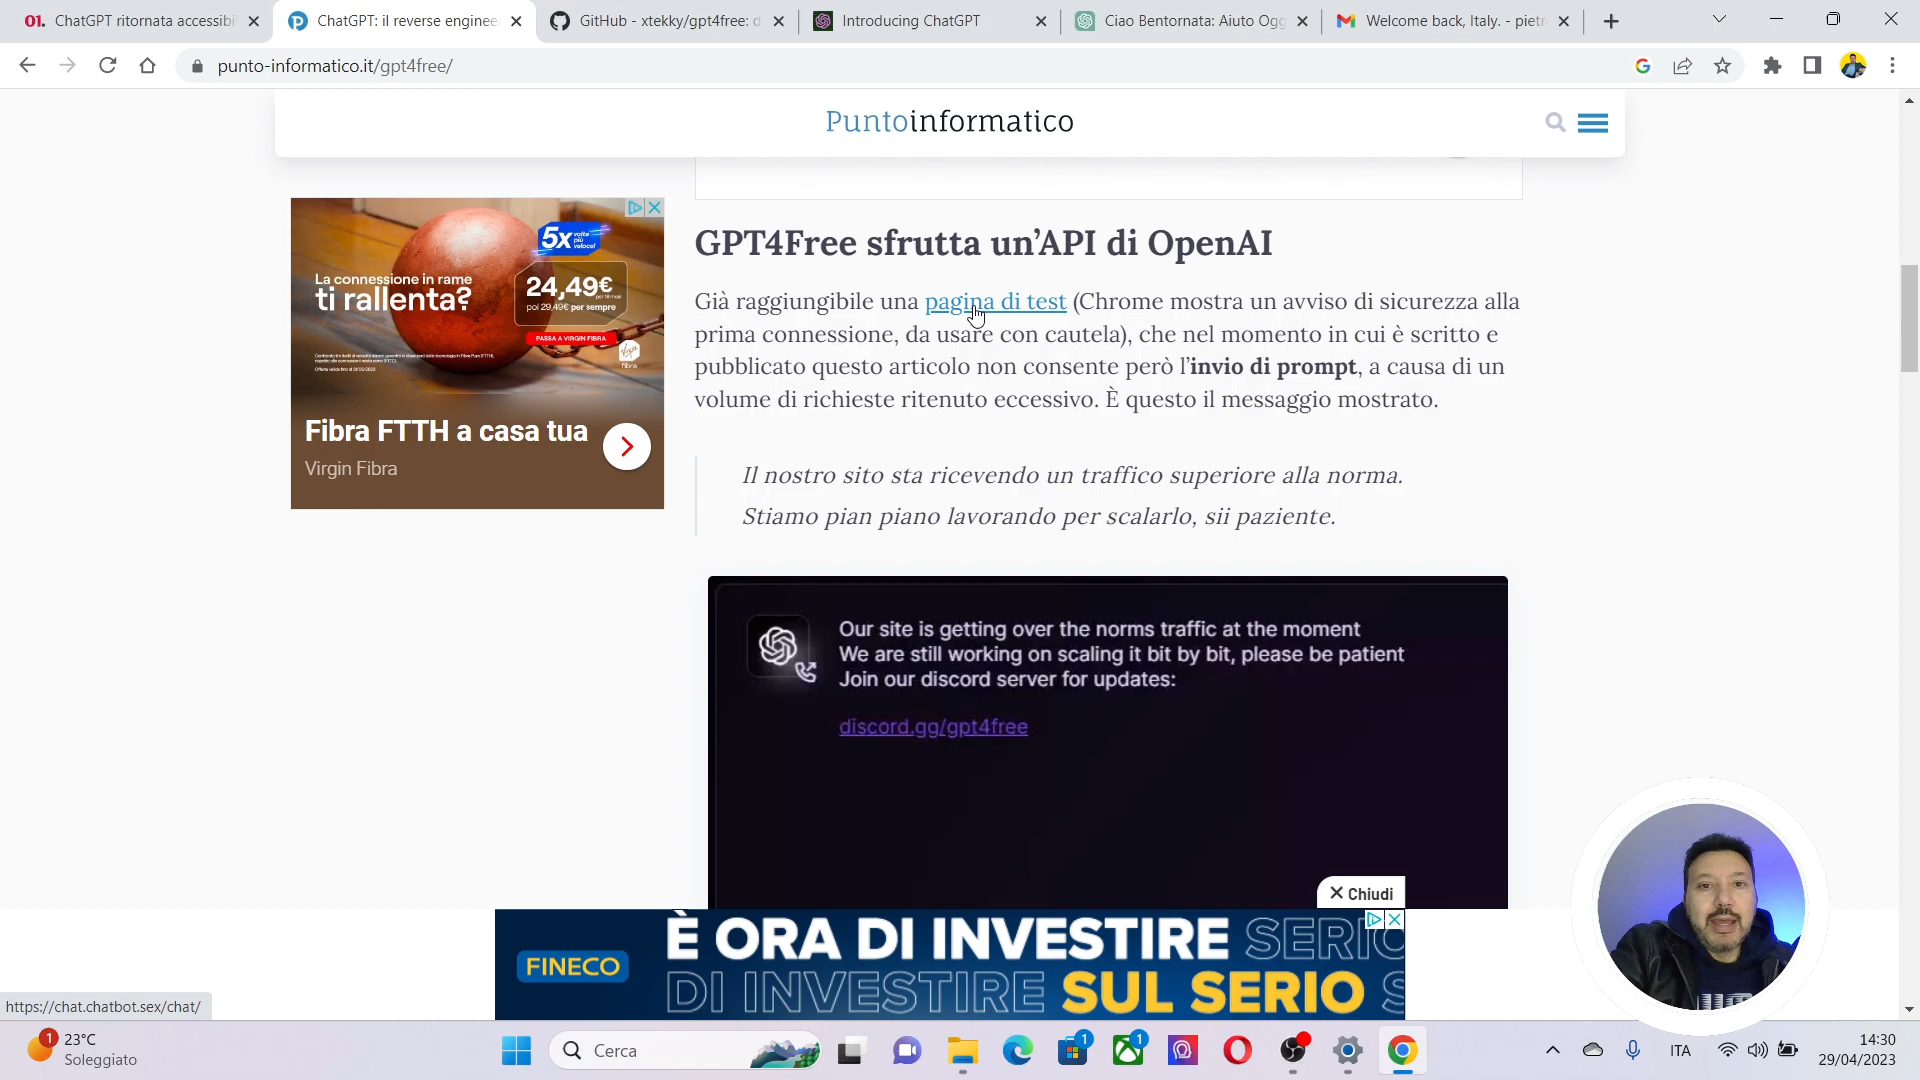 01. ChatGPT ritornata accessibi
ChatGPT: il reverse enginee
GitHub - xtekky/gpt4free: d
Introducing ChatGPT
Ciao Bentornata: Aiuto Ogg
Welcome back, Italy. - pietr
punto-informatico.it/gpt4free/
Puntoinformatico
La connessione in rame
ti rallenta?
5x volte più veloce!
24,49€
poi 29,49€ per sempre
PASSA A VIRGIN FIBRA
Fibra FTTH a casa tua
Virgin Fibra
GPT4Free sfrutta un’API di OpenAI
Già raggiungibile una pagina di test (Chrome mostra un avviso di sicurezza alla
prima connessione, da usare con cautela), che nel momento in cui è scritto e
pubblicato questo articolo non consente però l’invio di prompt, a causa di un
volume di richieste ritenuto eccessivo. È questo il messaggio mostrato.
Il nostro sito sta ricevendo un traffico superiore alla norma.
Stiamo pian piano lavorando per scalarlo, sii paziente.
Our site is getting over the norms traffic at the moment
We are still working on scaling it bit by bit, please be patient
Join our discord server for updates:
discord.gg/gpt4free
Chiudi
FINECO
È ORA DI INVESTIRE SERIO
DI INVESTIRE SUL SERIO S
https://chat.chatbot.sex/chat/
1
23°C
Soleggiato
Cerca
1
1
ITA
14:30
29/04/2023